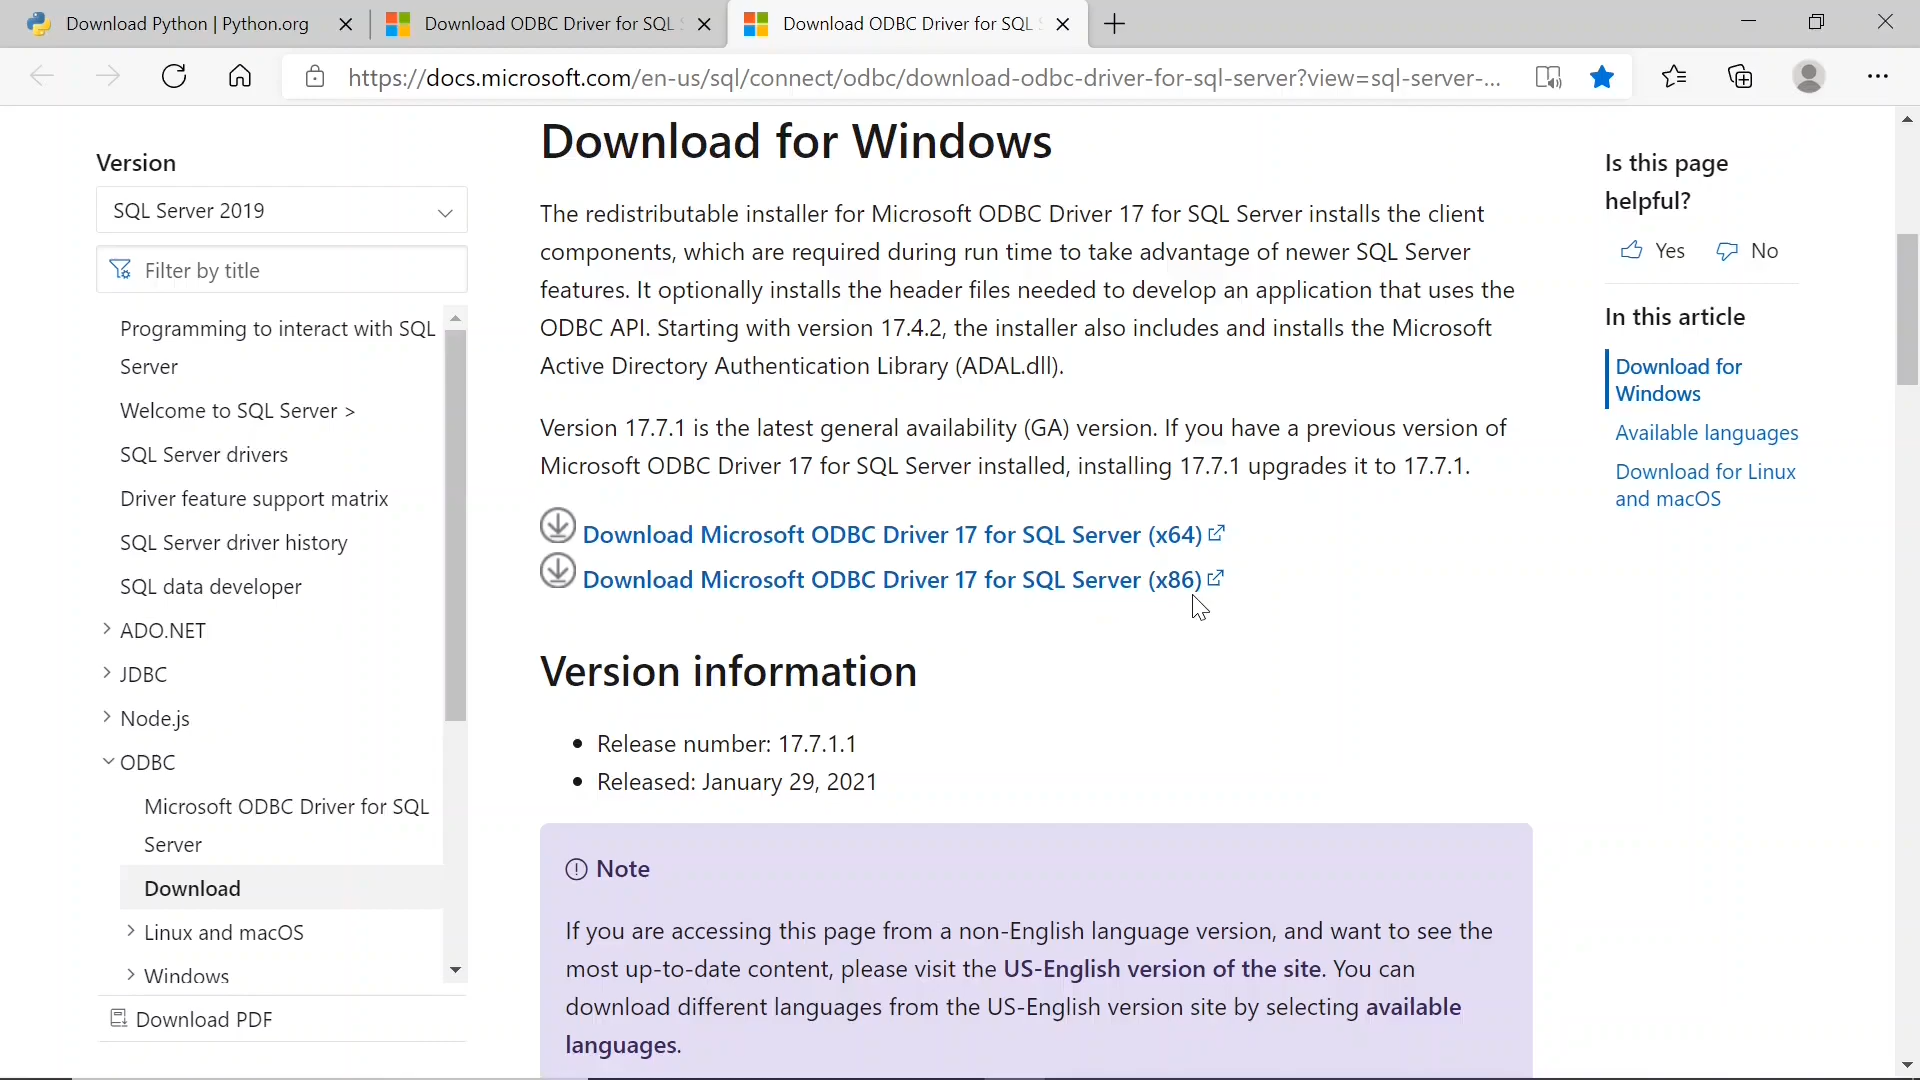 Download Python | Python.org
Download ODBC Driver for SQL S
Download ODBC Driver for SQL S
https://docs.microsoft.com/en-us/sql/connect/odbc/download-odbc-driver-for-sql-server?view=sql-server-...
Version
SQL Server 2019
Filter by title
Programming to interact with SQL
Server
Welcome to SQL Server >
SQL Server drivers
Driver feature support matrix
SQL Server driver history
SQL data developer
ADO.NET
JDBC
Node.js
ODBC
Microsoft ODBC Driver for SQL
Server
Download
Linux and macOS
Windows
Download PDF
Download for Windows
The redistributable installer for Microsoft ODBC Driver 17 for SQL Server installs the client
components, which are required during run time to take advantage of newer SQL Server
features. It optionally installs the header files needed to develop an application that uses the
ODBC API. Starting with version 17.4.2, the installer also includes and installs the Microsoft
Active Directory Authentication Library (ADAL.dll).
Version 17.7.1 is the latest general availability (GA) version. If you have a previous version of
Microsoft ODBC Driver 17 for SQL Server installed, installing 17.7.1 upgrades it to 17.7.1.
Download Microsoft ODBC Driver 17 for SQL Server (x64)
Download Microsoft ODBC Driver 17 for SQL Server (x86)
Version information
• Release number: 17.7.1.1
• Released: January 29, 2021
Note
If you are accessing this page from a non-English language version, and want to see the
most up-to-date content, please visit the US-English version of the site. You can
download different languages from the US-English version site by selecting available
languages.
Is this page
helpful?
Yes No
In this article
Download for
Windows
Available languages
Download for Linux
and macOS